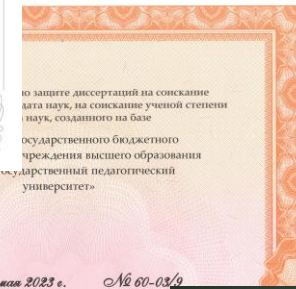 по защите диссертаций на соискание
дата наук, на соискание ученой степени
наук, созданного на базе
осударственного бюджетного
чреждения высшего образования
осударственный педагогический
университет»
мая 2023 г. № 60-03/9